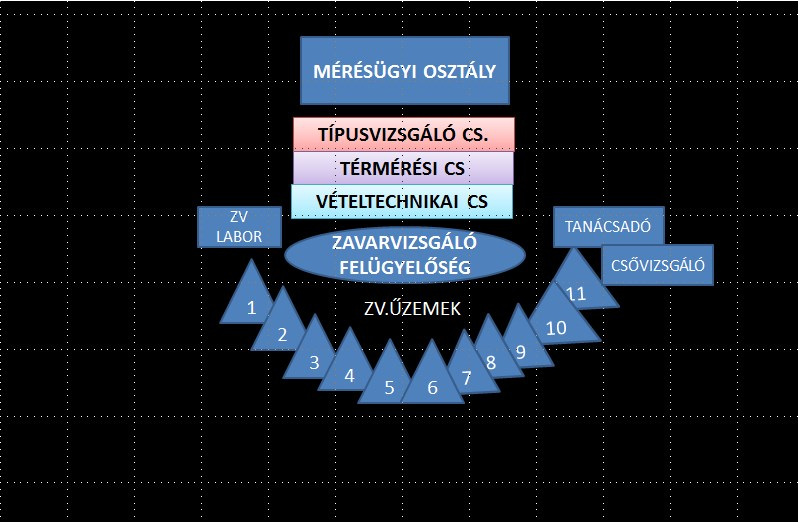 MÉRÉSÜGYI OSZTÁLY
TÍPUSVIZSGÁLÓ CS.
TÉRMÉRÉSI CS
VÉTELTECHNIKAI CS
ZV
LABOR
ZAVARVIZSGÁLÓ
FELÜGYELŐSÉG
TANÁCSADÓ
CSŐVIZSGÁLÓ
ZV.ŰZEMEK
1
2
3
4
5
6
7
8
9
10
11